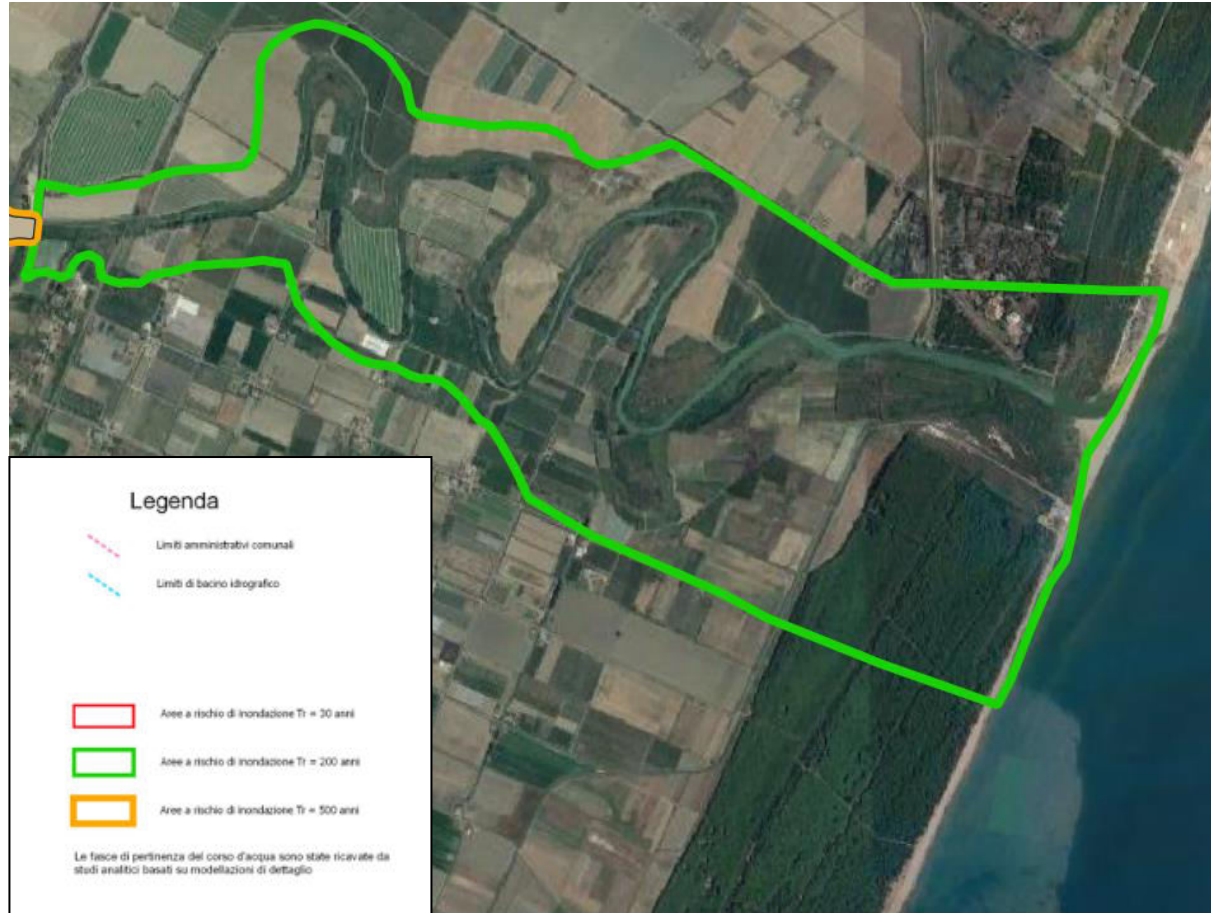 Legenda
Limiti amministrativi comunali
Limiti di bacino idrografico
Aree a rischio di inondazione Tr = 30 anni
Aree a rischio di inondazione Tr = 200 anni
Aree a rischio di inondazione Tr = 500 anni
Le fasce di pertinenza del corso d'acqua sono state ricavate da
studi analitici basati su modellazioni di dettaglio